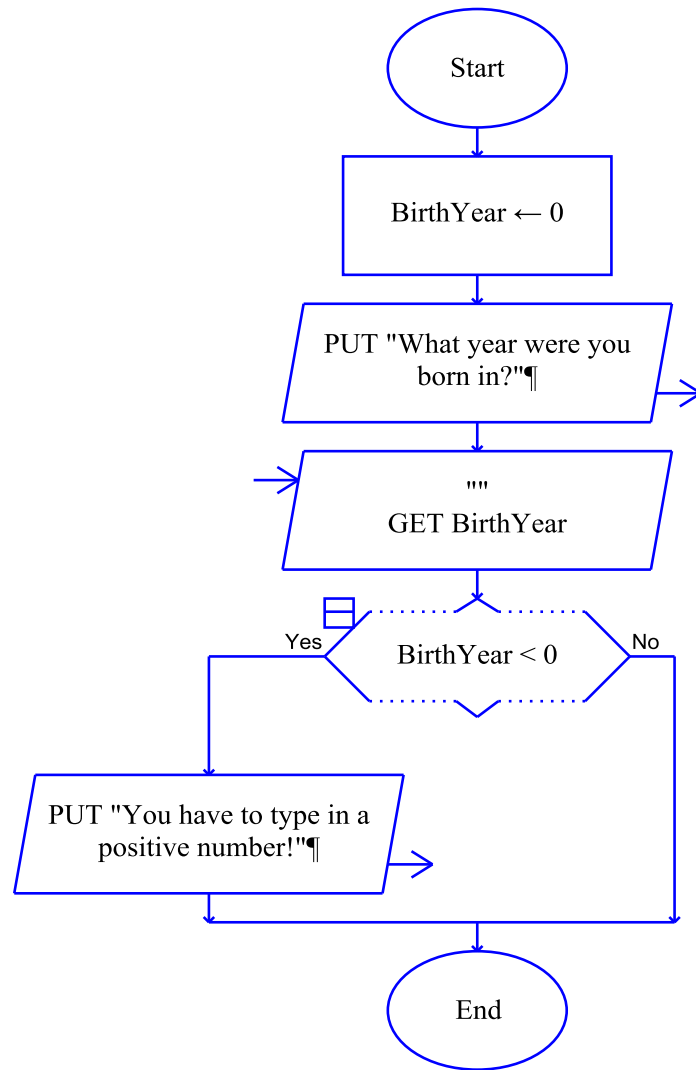 Start
BirthYear ← 0
PUT "What year were you
born in?"¶
""
GET BirthYear
Yes
BirthYear < 0
No
PUT "You have to type in a
positive number!"¶
End